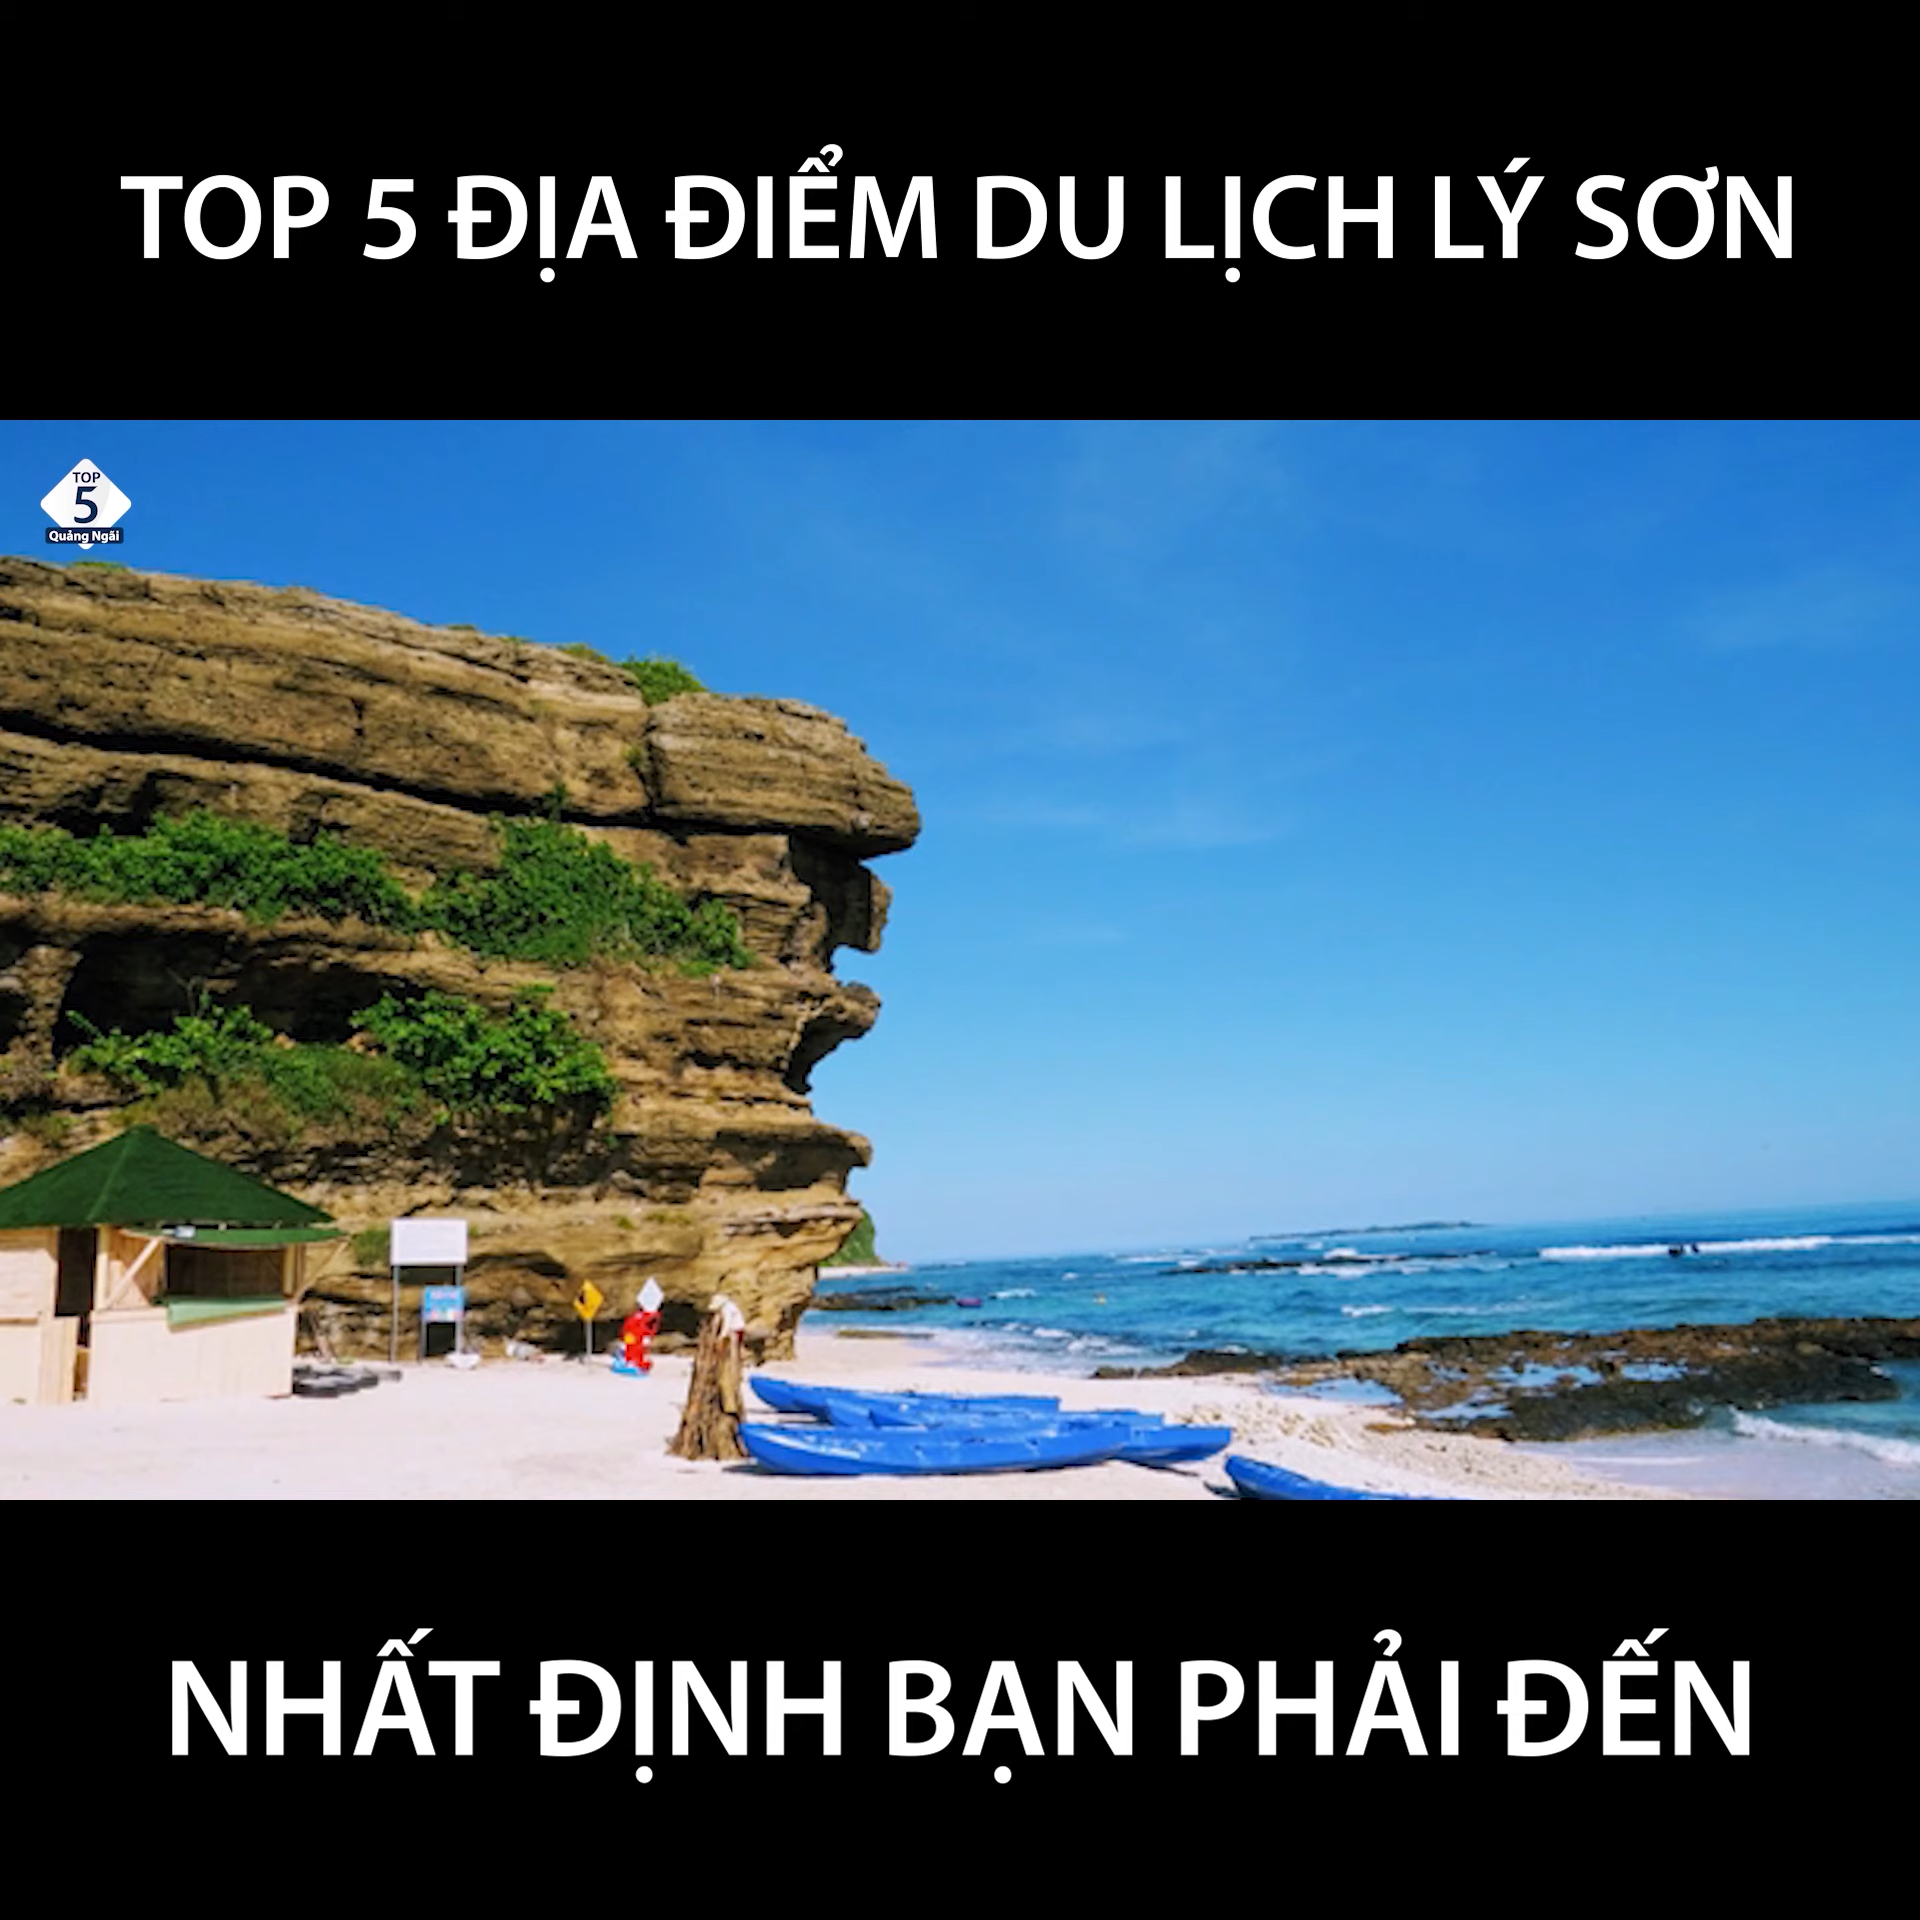 TOP 5 ĐỊA ĐIỂM DU LỊCH LÝ SƠN
TOP
5
Quảng Ngãi
NHẤT ĐỊNH BẠN PHẢI ĐẾN